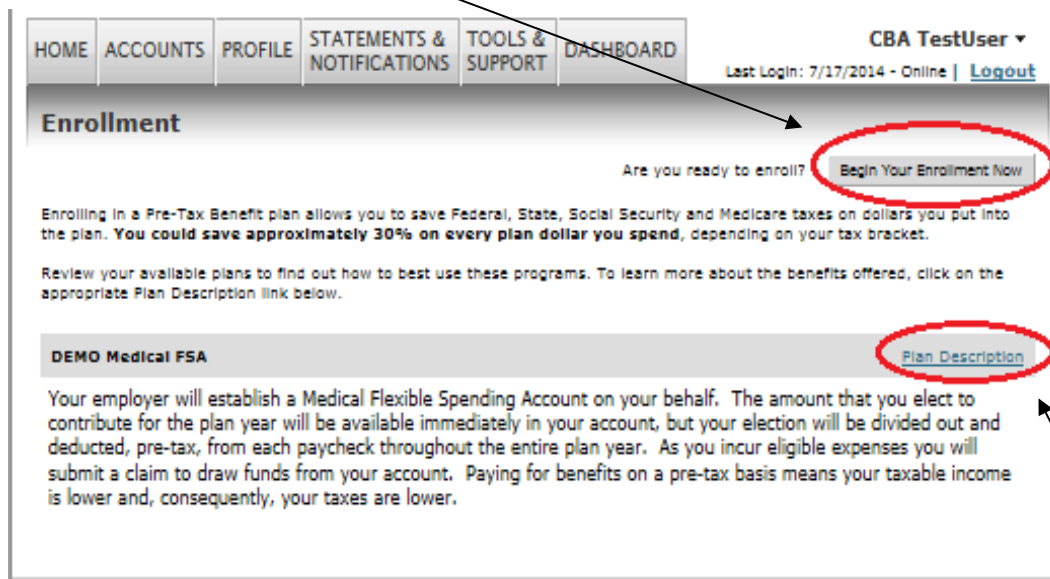 HOME ACCOUNTS PROFILE STATEMENTS & NOTIFICATIONS TOOLS & SUPPORT DASHBOARD
CBA TestUser
Last Login: 7/17/2014 - Online | Logout
Enrollment
Are you ready to enroll? Begin Your Enrollment Now
Enrolling in a Pre-Tax Benefit plan allows you to save Federal, State, Social Security and Medicare taxes on dollars you put into
the plan. You could save approximately 30% on every plan dollar you spend, depending on your tax bracket.
Review your available plans to find out how to best use these programs. To learn more about the benefits offered, click on the
appropriate Plan Description link below.
DEMO Medical FSA Plan Description
Your employer will establish a Medical Flexible Spending Account on your behalf. The amount that you elect to
contribute for the plan year will be available immediately in your account, but your election will be divided out and
deducted, pre-tax, from each paycheck throughout the entire plan year. As you incur eligible expenses you will
submit a claim to draw funds from your account. Paying for benefits on a pre-tax basis means your taxable income
is lower and, consequently, your taxes are lower.